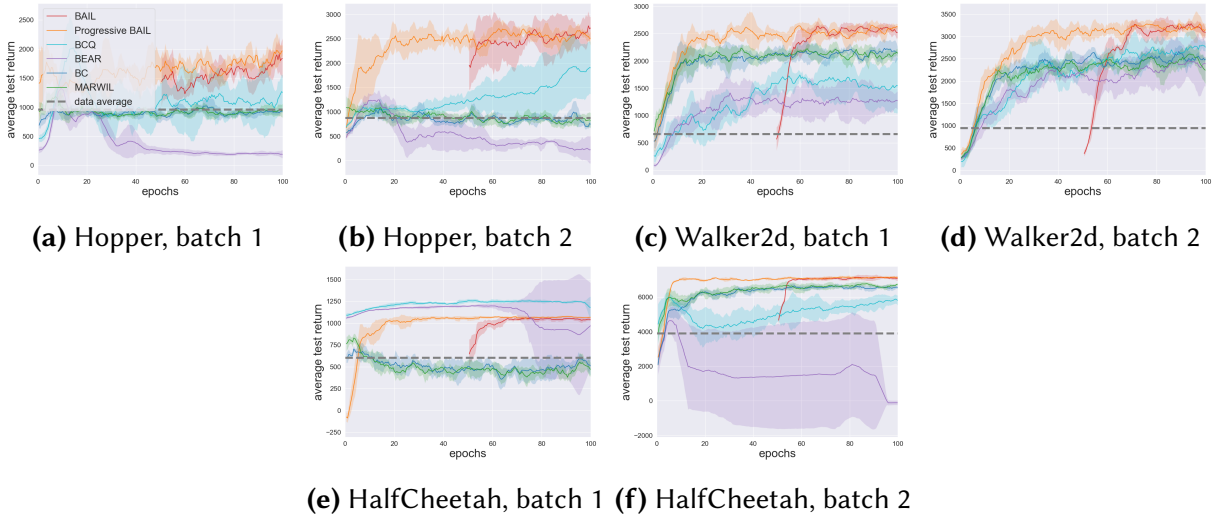 BAIL
Progressive BAIL
BCQ
BEAR
BC
MARWIL
data average
average test return
2500
2000
1500
1000
500
0
0 20 40 60 80 100
epochs
(a) Hopper, batch 1
average test return
3000
2500
2000
1500
1000
500
0
0 20 40 60 80 100
epochs
(b) Hopper, batch 2
average test return
3000
2500
2000
1500
1000
500
0
0 20 40 60 80 100
epochs
(c) Walker2d, batch 1
average test return
3500
3000
2500
2000
1500
1000
500
0
0 20 40 60 80 100
epochs
(d) Walker2d, batch 2
average test return
1500
1250
1000
750
500
250
0
−250
0 20 40 60 80 100
epochs
(e) HalfCheetah, batch 1
average test return
6000
4000
2000
0
−2000
0 20 40 60 80 100
epochs
(f) HalfCheetah, batch 2